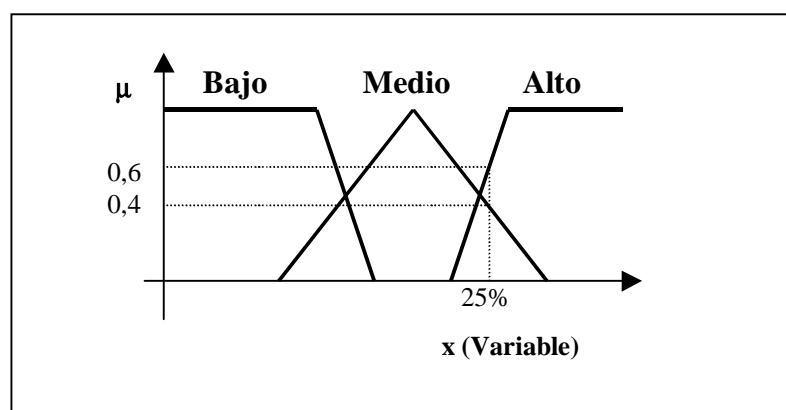 μ
Bajo Medio Alto
0,6
0,4
25%
x (Variable)